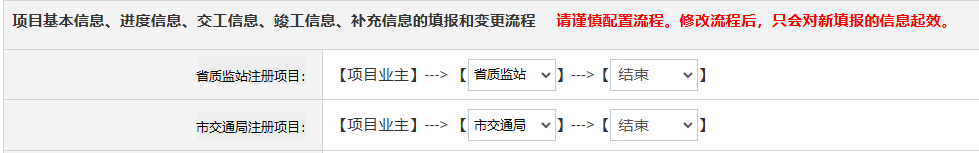 项目基本信息、进度信息、交工信息、竣工信息、补充信息的填报和变更流程 请谨慎配置流程。修改流程后，只会对新填报的信息起效。
省质监站注册项目: 【项目业主】---> 【 省质监站 】--->【 结束 】
市交通局注册项目: 【项目业主】---> 【 市交通局 】--->【 结束 】